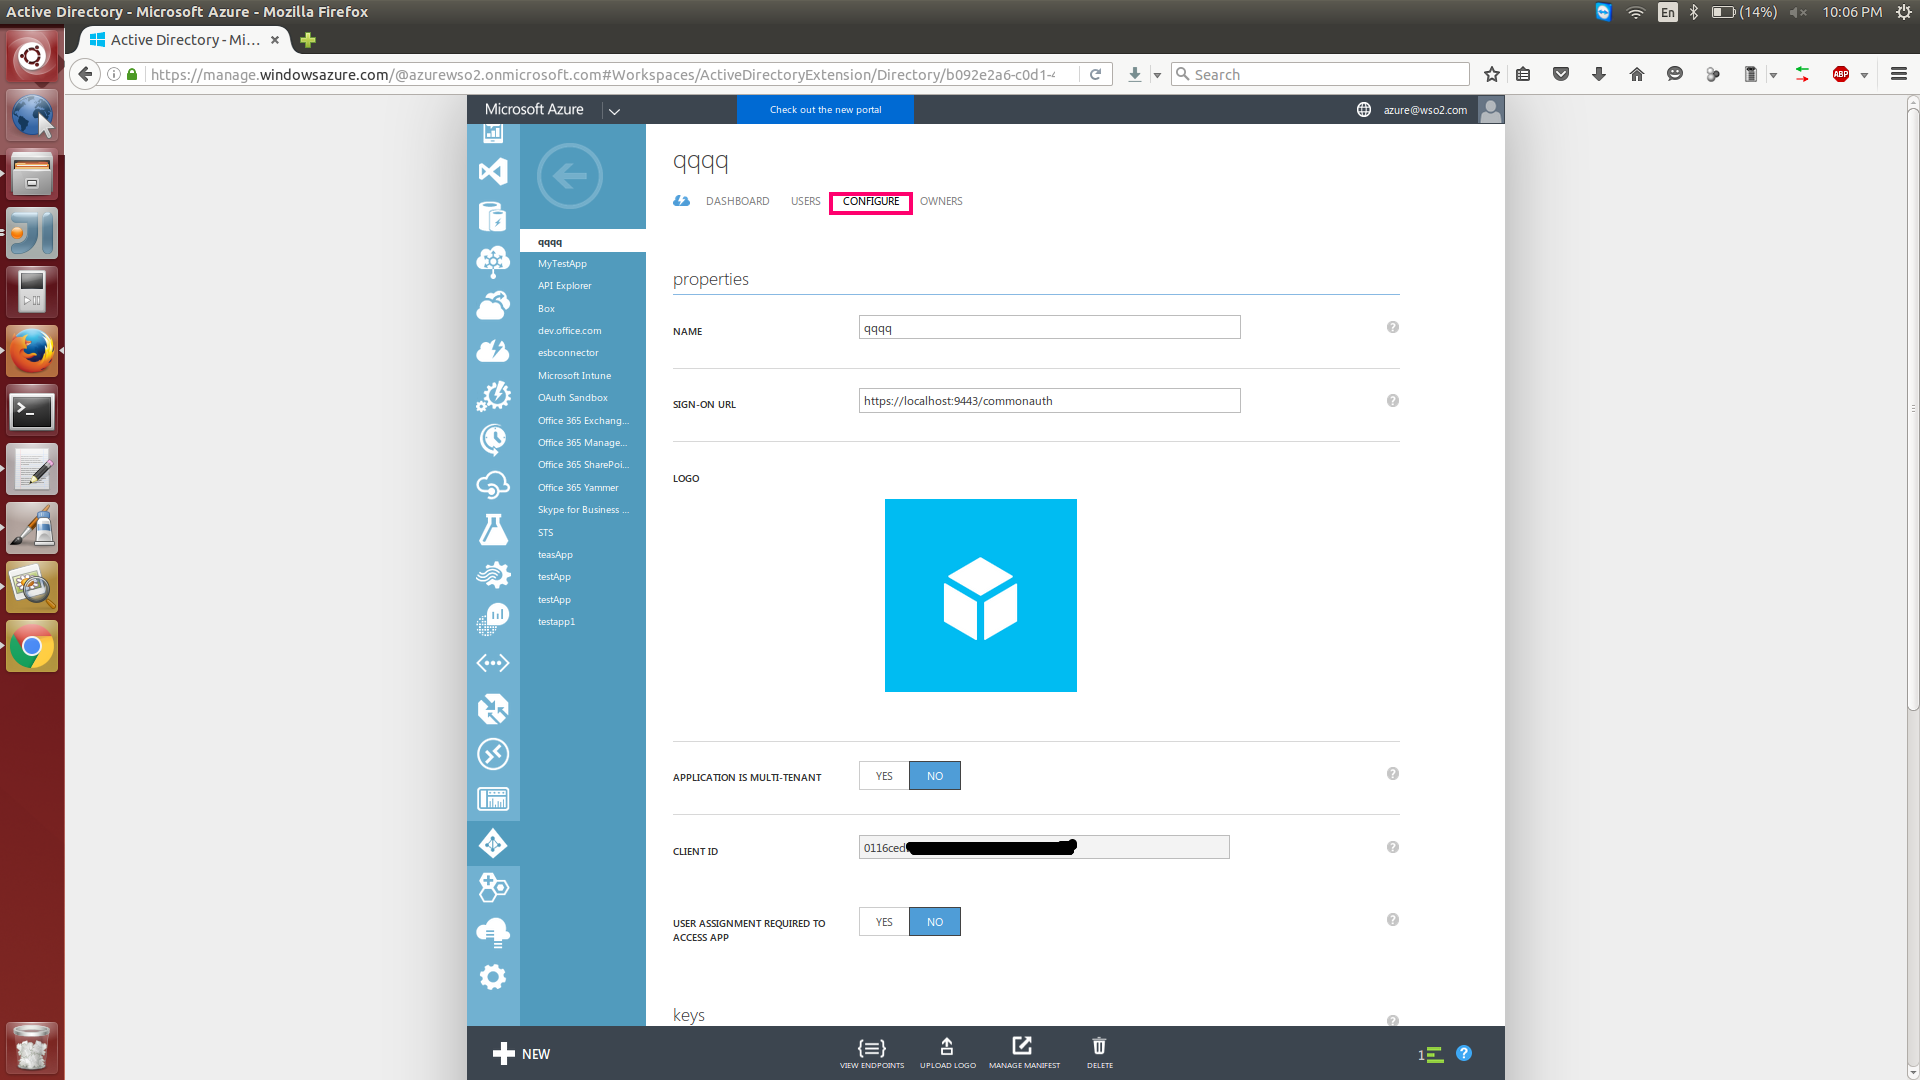 Active Directory - Microsoft Azure - Mozilla Firefox
En
(14%)
10:06 PM
Active Directory - Mi...
https://manage.windowsazure.com/@azurewso2.onmicrosoft.com#Workspaces/ActiveDirectoryExtension/Directory/b092e2a6-c0d1-4
Search
ABP
Microsoft Azure
Check out the new portal
azure@wso2.com
qqqq
DASHBOARD
USERS
CONFIGURE
OWNERS
qqqq
MyTestApp
API Explorer
Box
dev.office.com
esbconnector
Microsoft Intune
OAuth Sandbox
Office 365 Exchang...
Office 365 Manage...
Office 365 SharePoi...
Office 365 Yammer
Skype for Business ...
STS
teasApp
testApp
testApp
testapp1
properties
NAME
qqqq
SIGN-ON URL
https://localhost:9443/commonauth
LOGO
APPLICATION IS MULTI-TENANT
YES
NO
CLIENT ID
0116ced
USER ASSIGNMENT REQUIRED TO
ACCESS APP
YES
NO
keys
NEW
VIEW ENDPOINTS
UPLOAD LOGO
MANAGE MANIFEST
DELETE
1